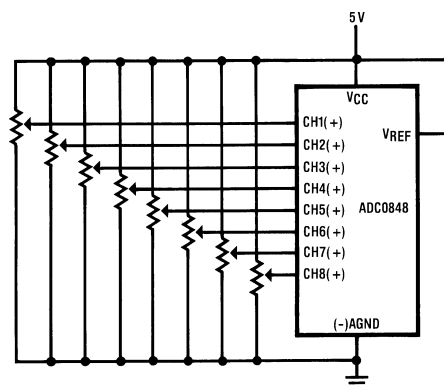 5V
VCC
CH1(+)
CH2(+)
VREF
CH3(+)
CH4(+)
CH5(+)
ADC0848
CH6(+)
CH7(+)
CH8(+)
(-)AGND